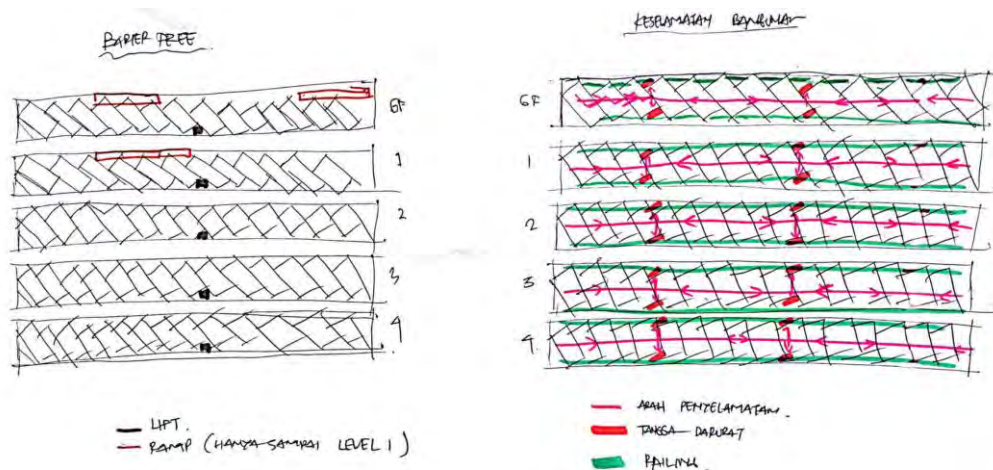 BARIER FREE
GF
1
2
3
4
LIFT.
RAMP (HANYA SAMPAI LEVEL 1)
KESELAMATAN BANGUNAN
GF
1
2
3
4.
ARAH PENYELAMATAN.
TANGGA DARURAT
RAILING